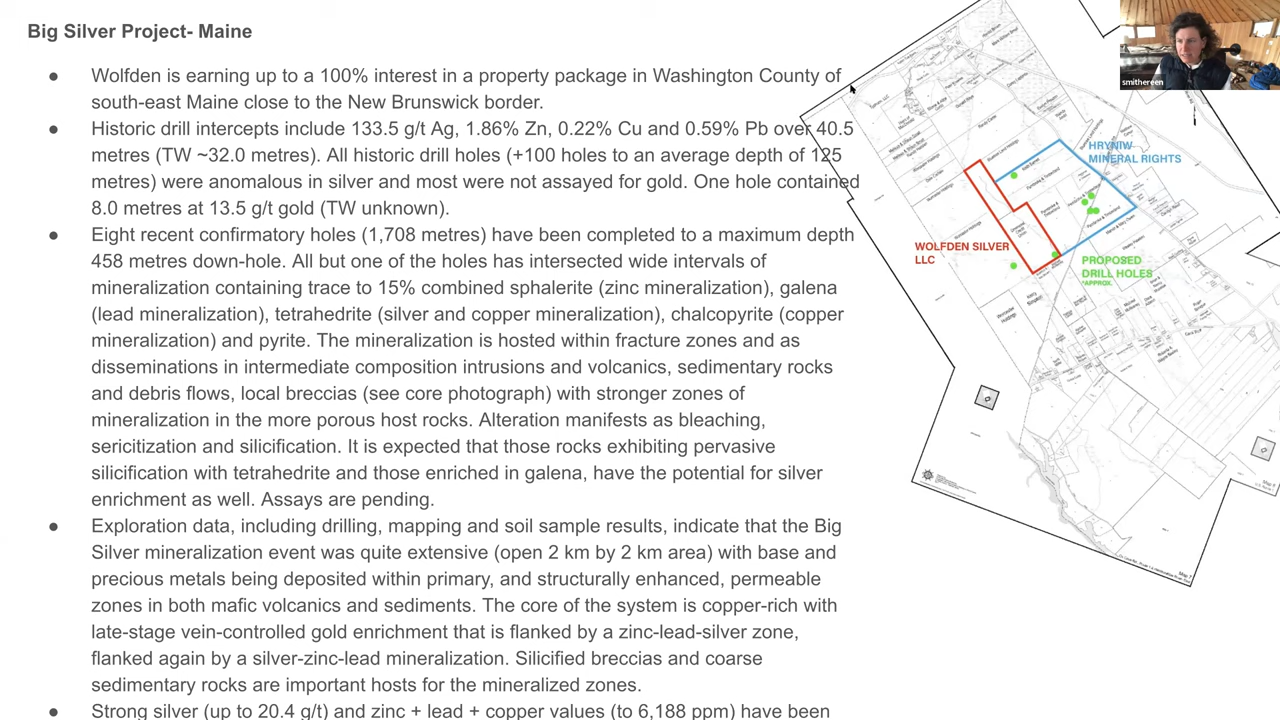 Big Silver Project- Maine
● Wolfden is earning up to a 100% interest in a property package in Washington County of
south-east Maine close to the New Brunswick border.
● Historic drill intercepts include 133.5 g/t Ag, 1.86% Zn, 0.22% Cu and 0.59% Pb over 40.5
metres (TW ~32.0 metres). All historic drill holes (+100 holes to an average depth of 125
metres) were anomalous in silver and most were not assayed for gold. One hole contained
8.0 metres at 13.5 g/t gold (TW unknown).
● Eight recent confirmatory holes (1,708 metres) have been completed to a maximum depth
458 metres down-hole. All but one of the holes has intersected wide intervals of
mineralization containing trace to 15% combined sphalerite (zinc mineralization), galena
(lead mineralization), tetrahedrite (silver and copper mineralization), chalcopyrite (copper
mineralization) and pyrite. The mineralization is hosted within fracture zones and as
disseminations in intermediate composition intrusions and volcanics, sedimentary rocks
and debris flows, local breccias (see core photograph) with stronger zones of
mineralization in the more porous host rocks. Alteration manifests as bleaching,
sericitization and silicification. It is expected that those rocks exhibiting pervasive
silicification with tetrahedrite and those enriched in galena, have the potential for silver
enrichment as well. Assays are pending.
● Exploration data, including drilling, mapping and soil sample results, indicate that the Big
Silver mineralization event was quite extensive (open 2 km by 2 km area) with base and
precious metals being deposited within primary, and structurally enhanced, permeable
zones in both mafic volcanics and sediments. The core of the system is copper-rich with
late-stage vein-controlled gold enrichment that is flanked by a zinc-lead-silver zone,
flanked again by a silver-zinc-lead mineralization. Silicified breccias and coarse
sedimentary rocks are important hosts for the mineralized zones.
● Strong silver (up to 20.4 g/t) and zinc + lead + copper values (to 6,188 ppm) have been
smithereen
HRYNIW
MINERAL RIGHTS
WOLFDEN SILVER
LLC
PROPOSED
DRILL HOLES
*APPROX.